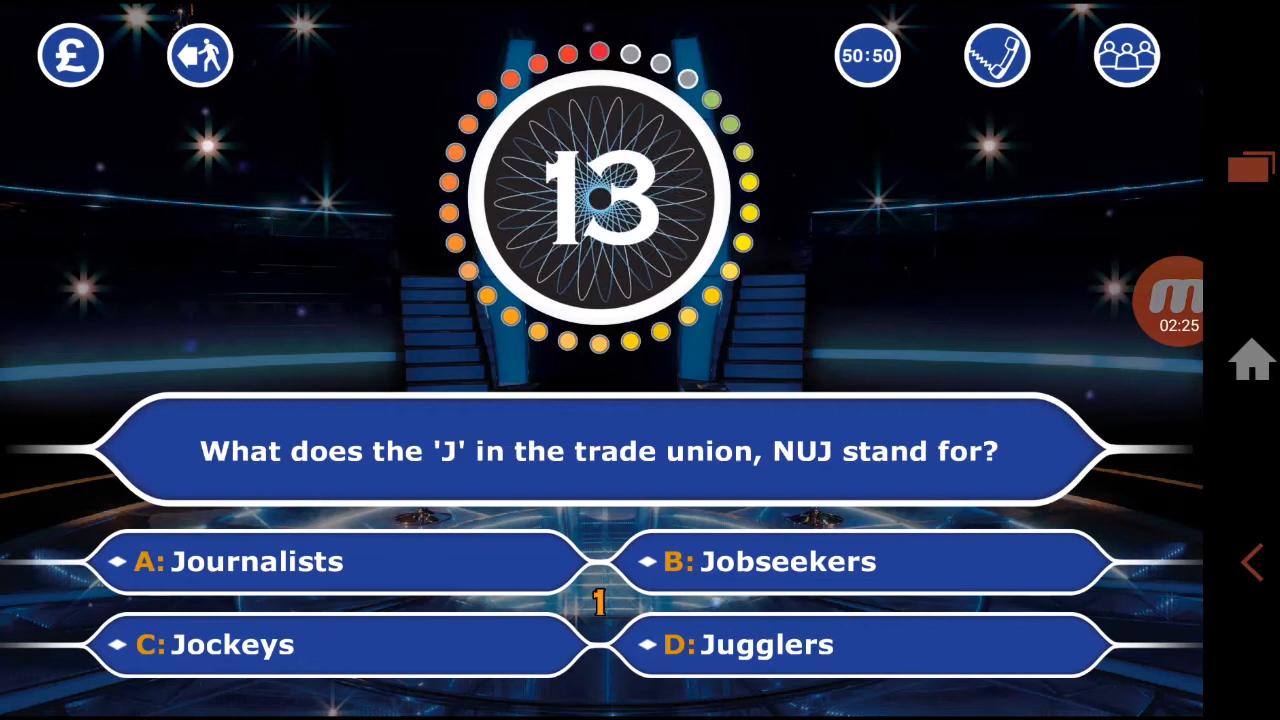 £
50:50
13
m
02:25
What does the 'J' in the trade union, NUJ stand for?
A: Journalists
B: Jobseekers
1
C: Jockeys
D: Jugglers